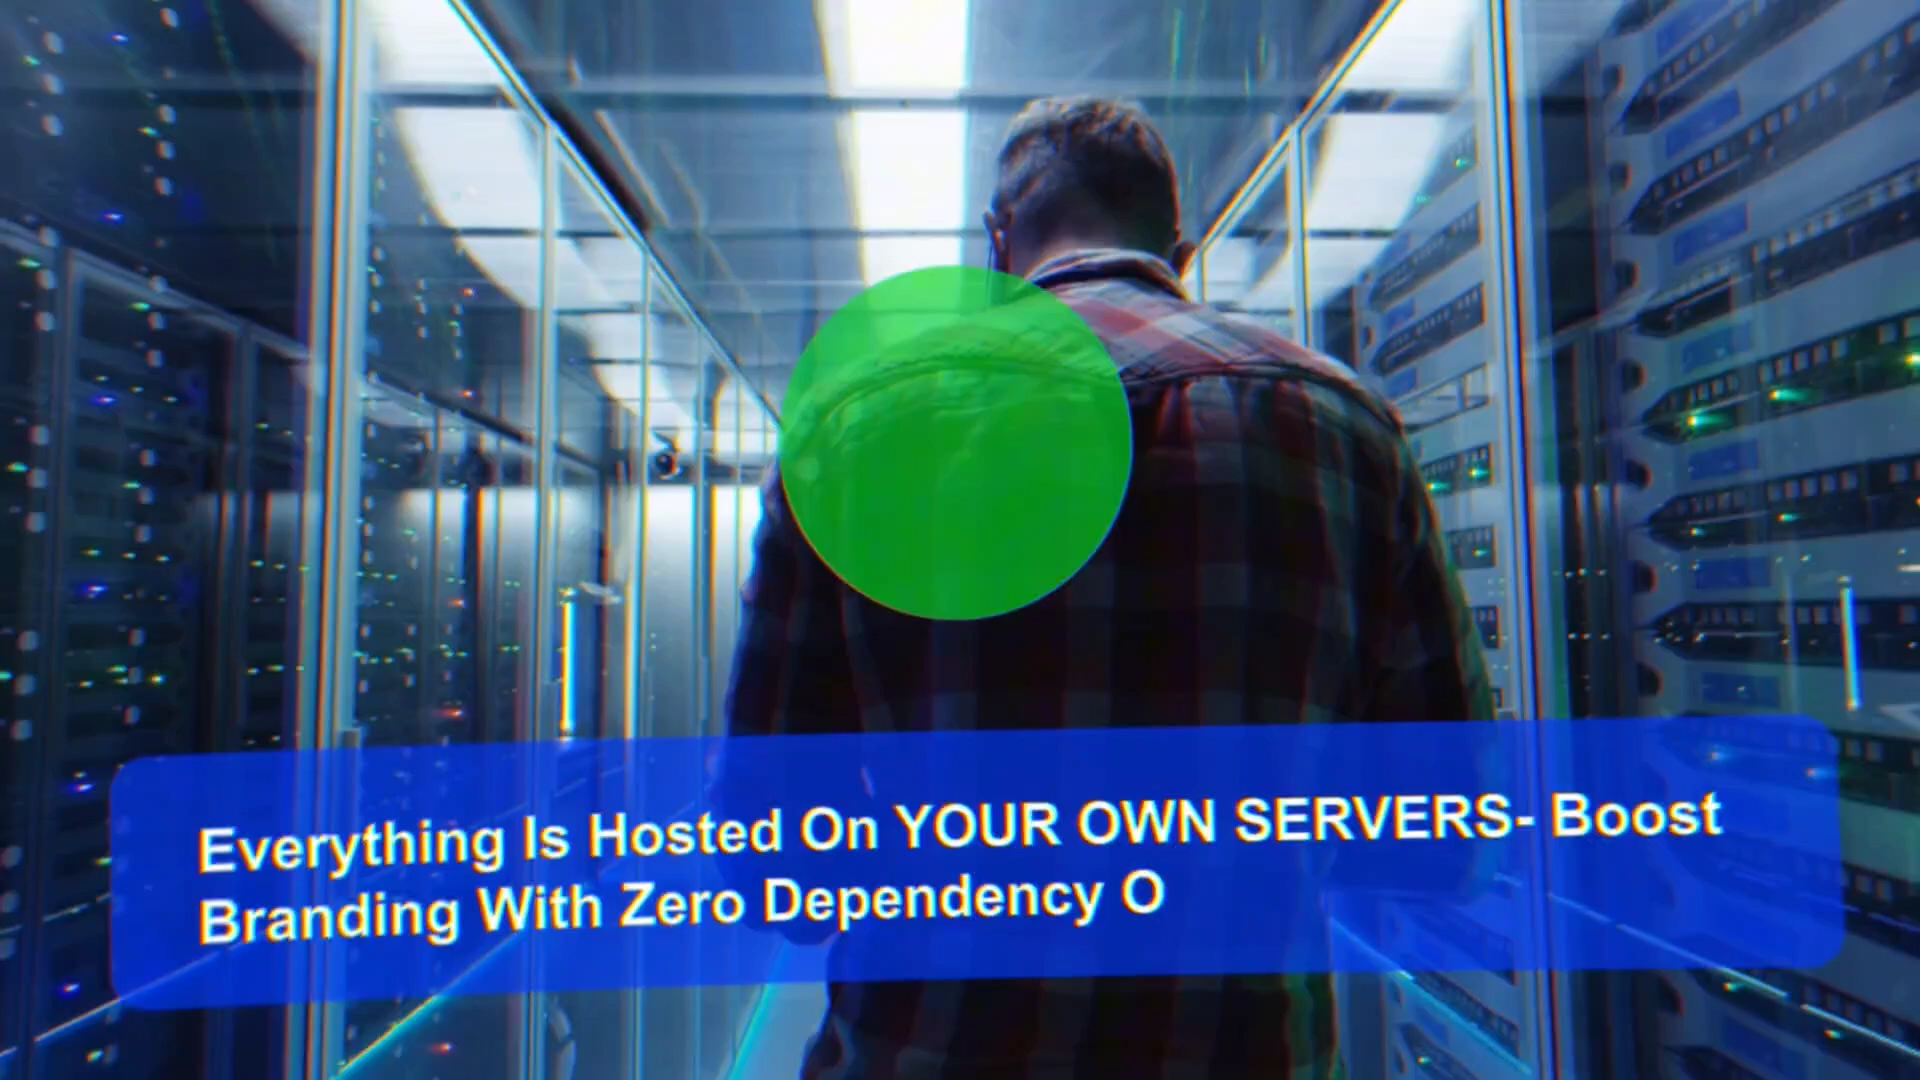 Everything Is Hosted On YOUR OWN SERVERS- Boost
Branding With Zero Dependency O